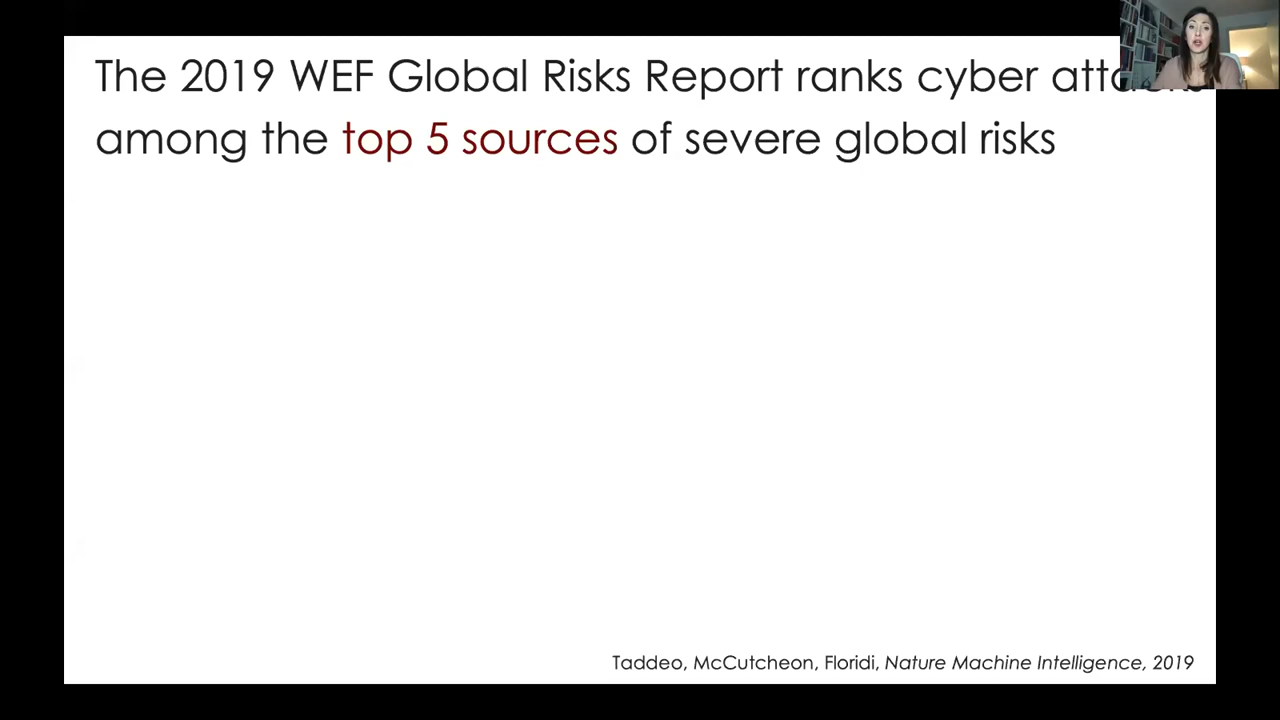 The 2019 WEF Global Risks Report ranks cyber
among the top 5 sources of severe global risks
Taddeo, McCutcheon, Floridi, Nature Machine Intelligence, 2019